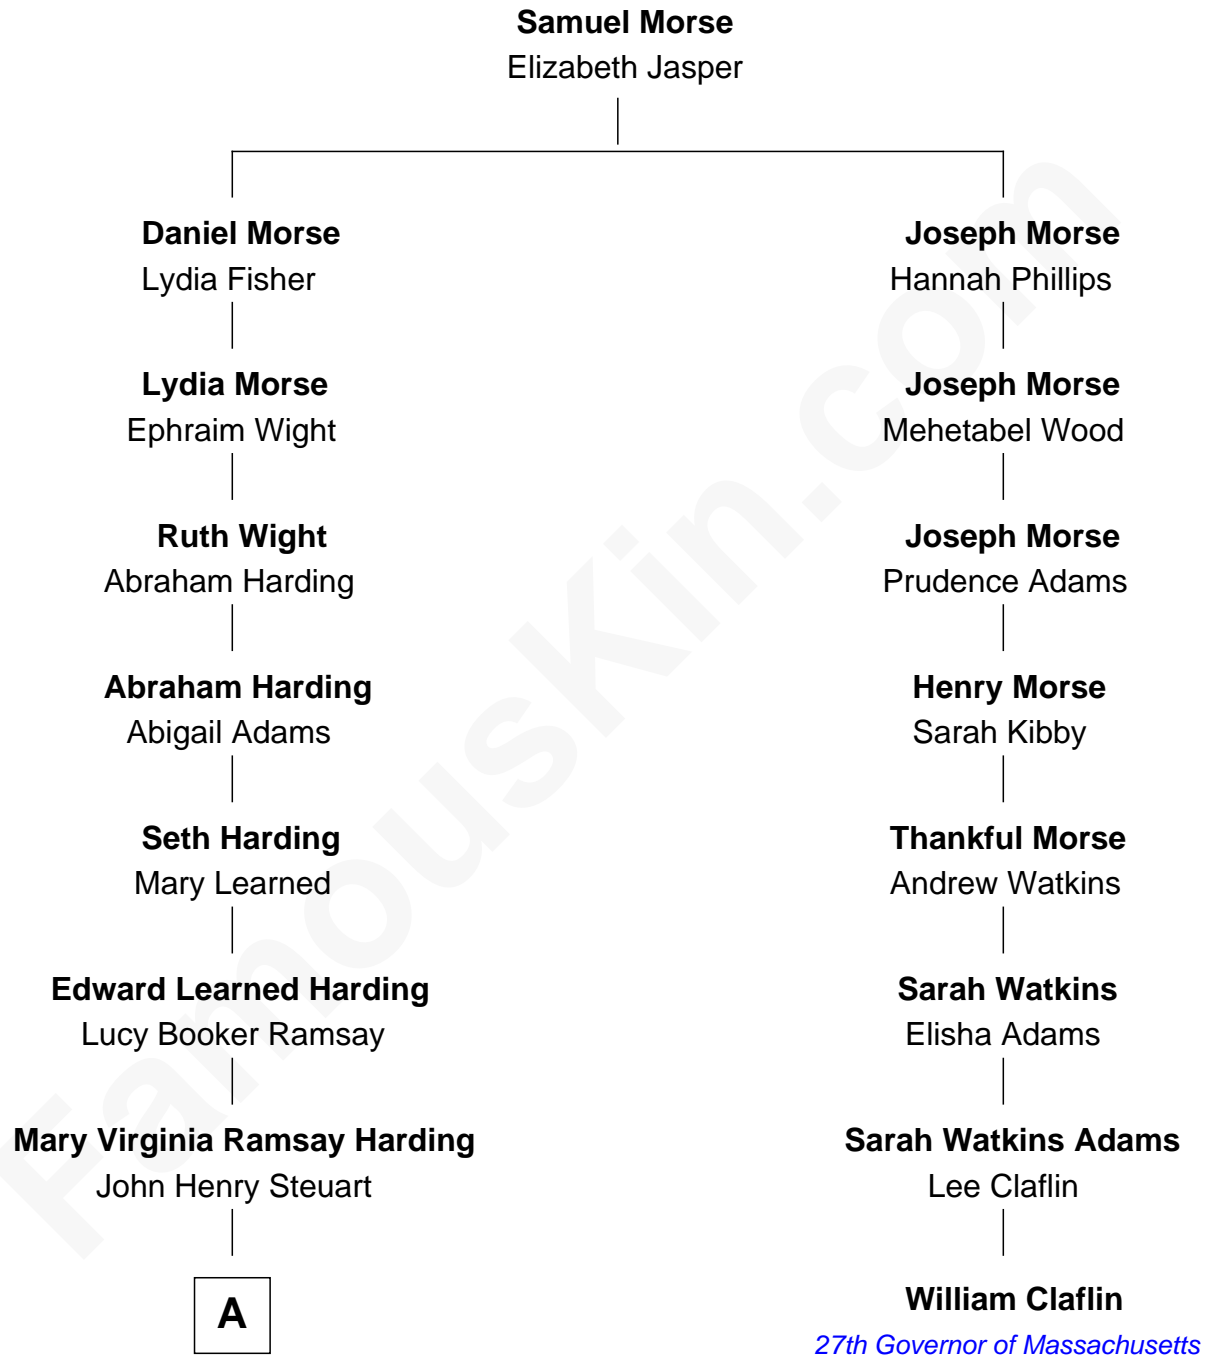 Samuel Morse
Elizabeth Jasper
Daniel Morse
Lydia Fisher
Joseph Morse
Hannah Phillips
Lydia Morse
Ephraim Wight
Joseph Morse
Mehetabel Wood
Ruth Wight
Abraham Harding
Joseph Morse
Prudence Adams
Abraham Harding
Abigail Adams
Henry Morse
Sarah Kibby
Seth Harding
Mary Learned
Thankful Morse
Andrew Watkins
Edward Learned Harding
Lucy Booker Ramsay
Sarah Watkins
Elisha Adams
Mary Virginia Ramsay Harding
John Henry Steuart
Sarah Watkins Adams
Lee Claflin
A
William Claflin
27th Governor of Massachusetts
FamousKin.com